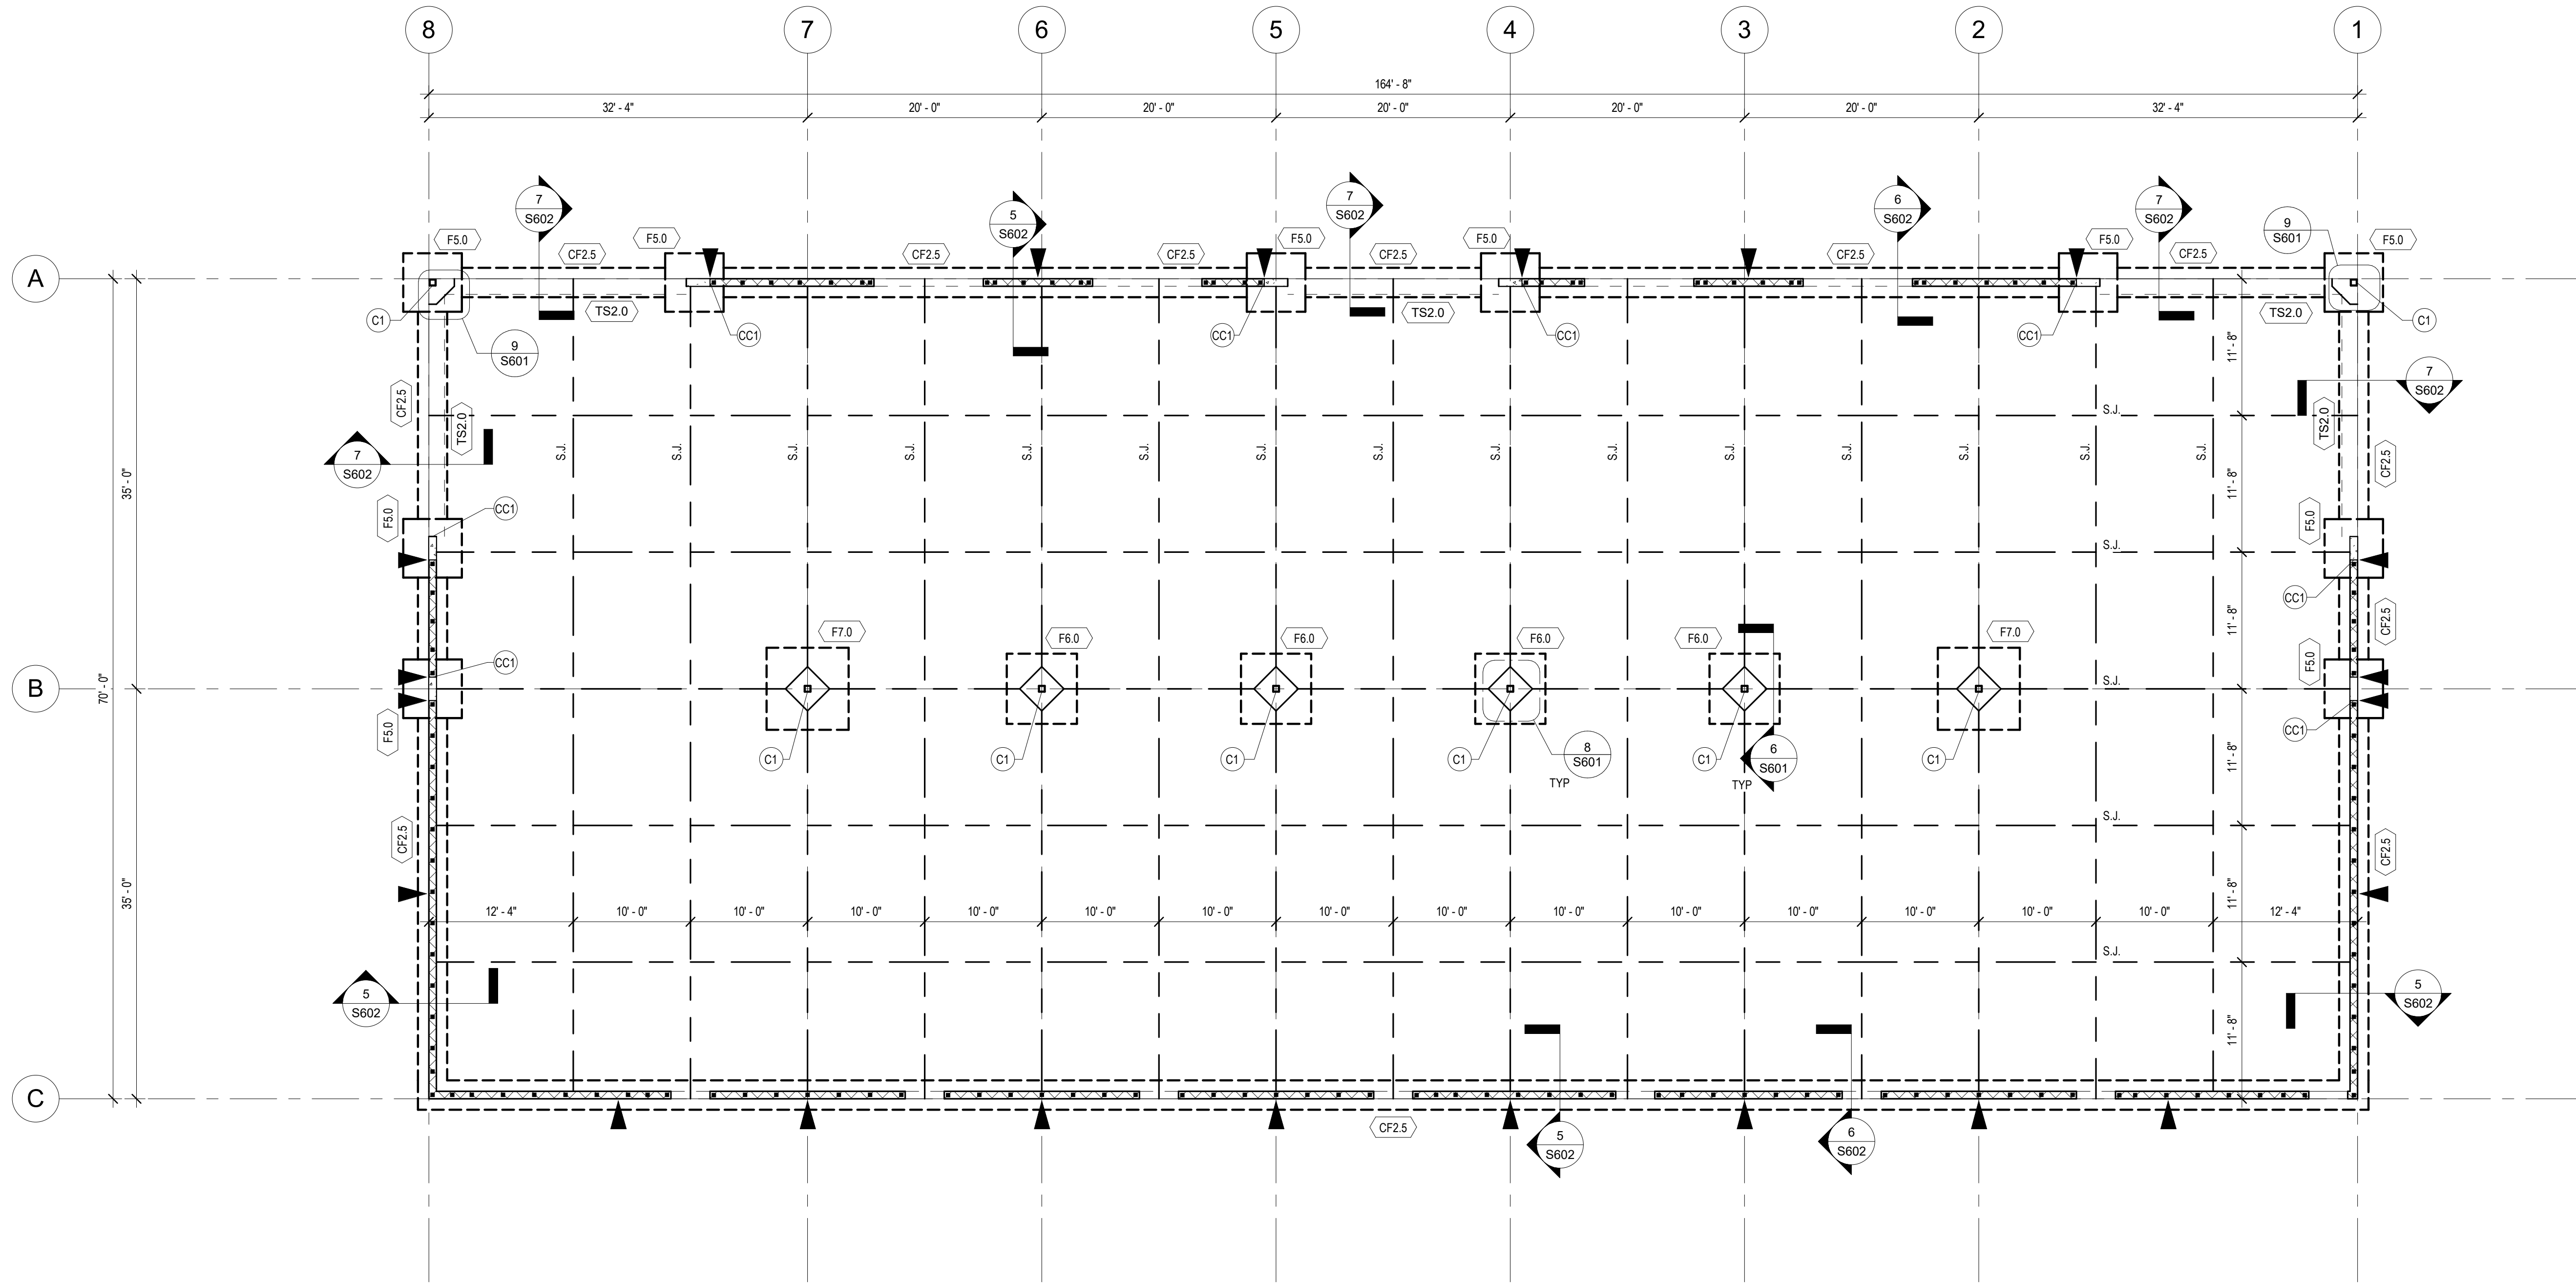 8
7
6
5
4
3
2
1
164' - 8"
32' - 4"
20' - 0"
20' - 0"
20' - 0"
20' - 0"
20' - 0"
32' - 4"
7
S602
5
S602
7
S602
6
S602
7
S602
9
S601
F5.0
F5.0
F5.0
F5.0
F5.0
F5.0
CF2.5
CF2.5
CF2.5
CF2.5
CF2.5
CF2.5
A
TS2.0
TS2.0
TS2.0
C1
CC1
CC1
CC1
CC1
C1
9
S601
11' - 8"
7
S602
CF2.5
TS2.0
TS2.0
S.J.
7
S602
S.J.
S.J.
S.J.
S.J.
S.J.
S.J.
S.J.
S.J.
S.J.
S.J.
S.J.
S.J.
S.J.
S.J.
CF2.5
35' - 0"
11' - 8"
F5.0
CC1
F5.0
S.J.
CC1
11' - 8"
CF2.5
F7.0
F6.0
F6.0
F6.0
F6.0
F7.0
CC1
F5.0
B
70' - 0"
S.J.
F5.0
CC1
C1
C1
C1
C1
C1
C1
8
S601
TYP
6
S601
TYP
11' - 8"
CF2.5
S.J.
CF2.5
35' - 0"
11' - 8"
12' - 4"
10' - 0"
10' - 0"
10' - 0"
10' - 0"
10' - 0"
10' - 0"
10' - 0"
10' - 0"
10' - 0"
10' - 0"
10' - 0"
10' - 0"
10' - 0"
10' - 0"
12' - 4"
S.J.
5
S602
5
S602
11' - 8"
C
CF2.5
5
S602
6
S602